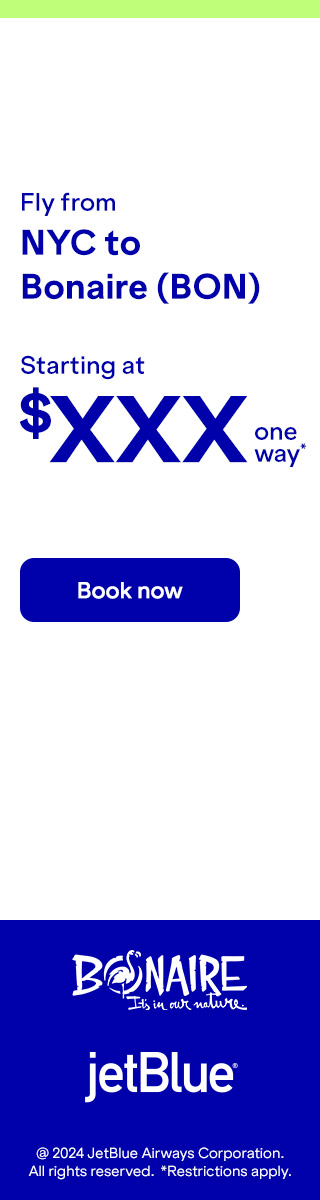 Fly from
NYC to
Bonaire (BON)
Starting at
$XXX one
way*
Book now
BONAIRE
It's in our nature.
jetBlue®
@ 2024 JetBlue Airways Corporation.
All rights reserved. *Restrictions apply.